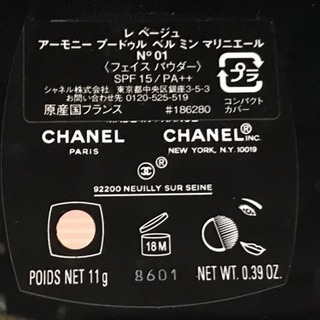 レ ベージュ
アーモニー プードゥル ベル ミン マリニエール
N° 01
〈フェイス パウダー〉
SPF 15/PA++
シャネル株式会社 東京都中央区銀座3-5-3
お問い合わせ先 0120-525-519
原産国フランス #186280
プラ
コンパクト
カバー
CHANEL
PARIS
CHANEL® INC.
NEW YORK, N.Y. 10019
92200 NEUILLY SUR SEINE
18 M
POIDS NET 11 g
8601
NET WT. 0.39 OZ.